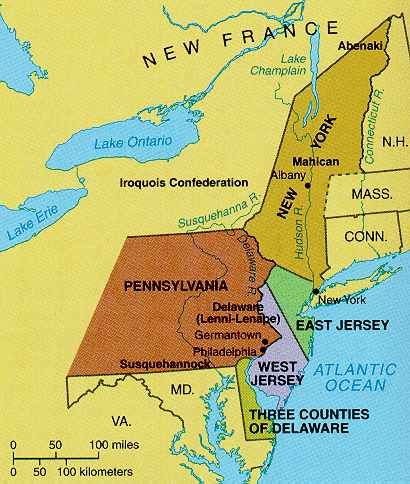 NEW FRANCE
Abenaki
Lake
Champlain
Connecticut R.
Lake Ontario
N.H.
Mahican
Albany
NEW YORK
Iroquois Confederation
MASS.
Lake Erie
Susquehanna R.
Hudson R.
CONN.
Delaware R.
PENNSYLVANIA
New York
Delaware
(Lenni-Lenape)
EAST JERSEY
Germantown
Philadelphia
Susquehannock
WEST
JERSEY
ATLANTIC
OCEAN
MD.
THREE COUNTIES
OF DELAWARE
VA.
0 50 100 miles
0 50 100 kilometers